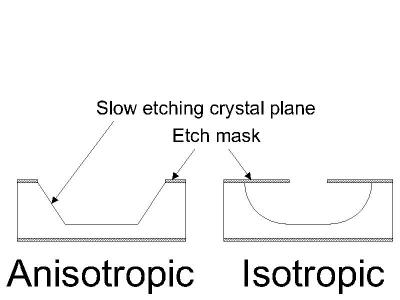 Slow etching crystal plane
Etch mask
Anisotropic
Isotropic